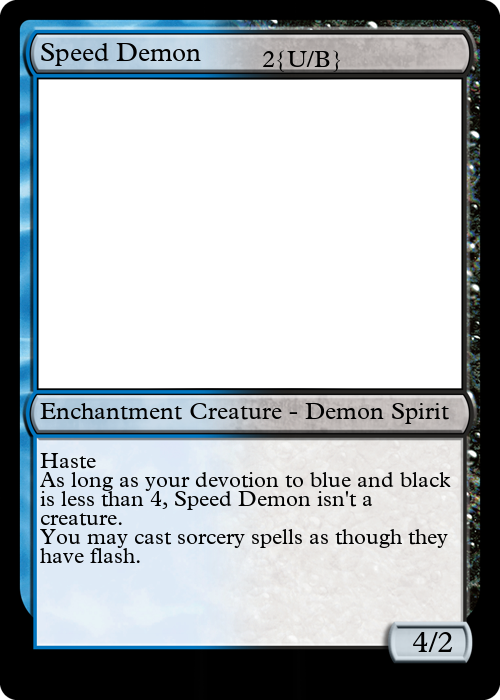 Speed Demon 2{U/B}
Enchantment Creature - Demon Spirit
Haste
As long as your devotion to blue and black
is less than 4, Speed Demon isn't a
creature.
You may cast sorcery spells as though they
have flash.
4/2